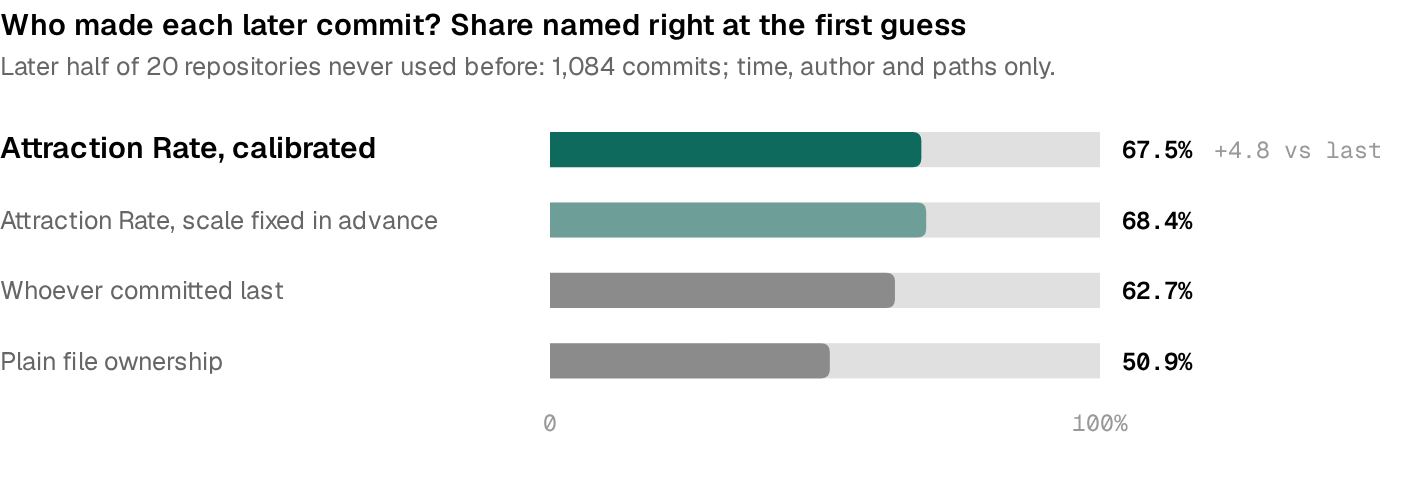 Who made each later commit? Share named right at the first guess
Later half of 20 repositories never used before: 1,084 commits; time, author and paths only.
Attraction Rate, calibrated 67.5% +4.8 vs last
Attraction Rate, scale fixed in advance 68.4%
Whoever committed last 62.7%
Plain file ownership 50.9%
0 100%